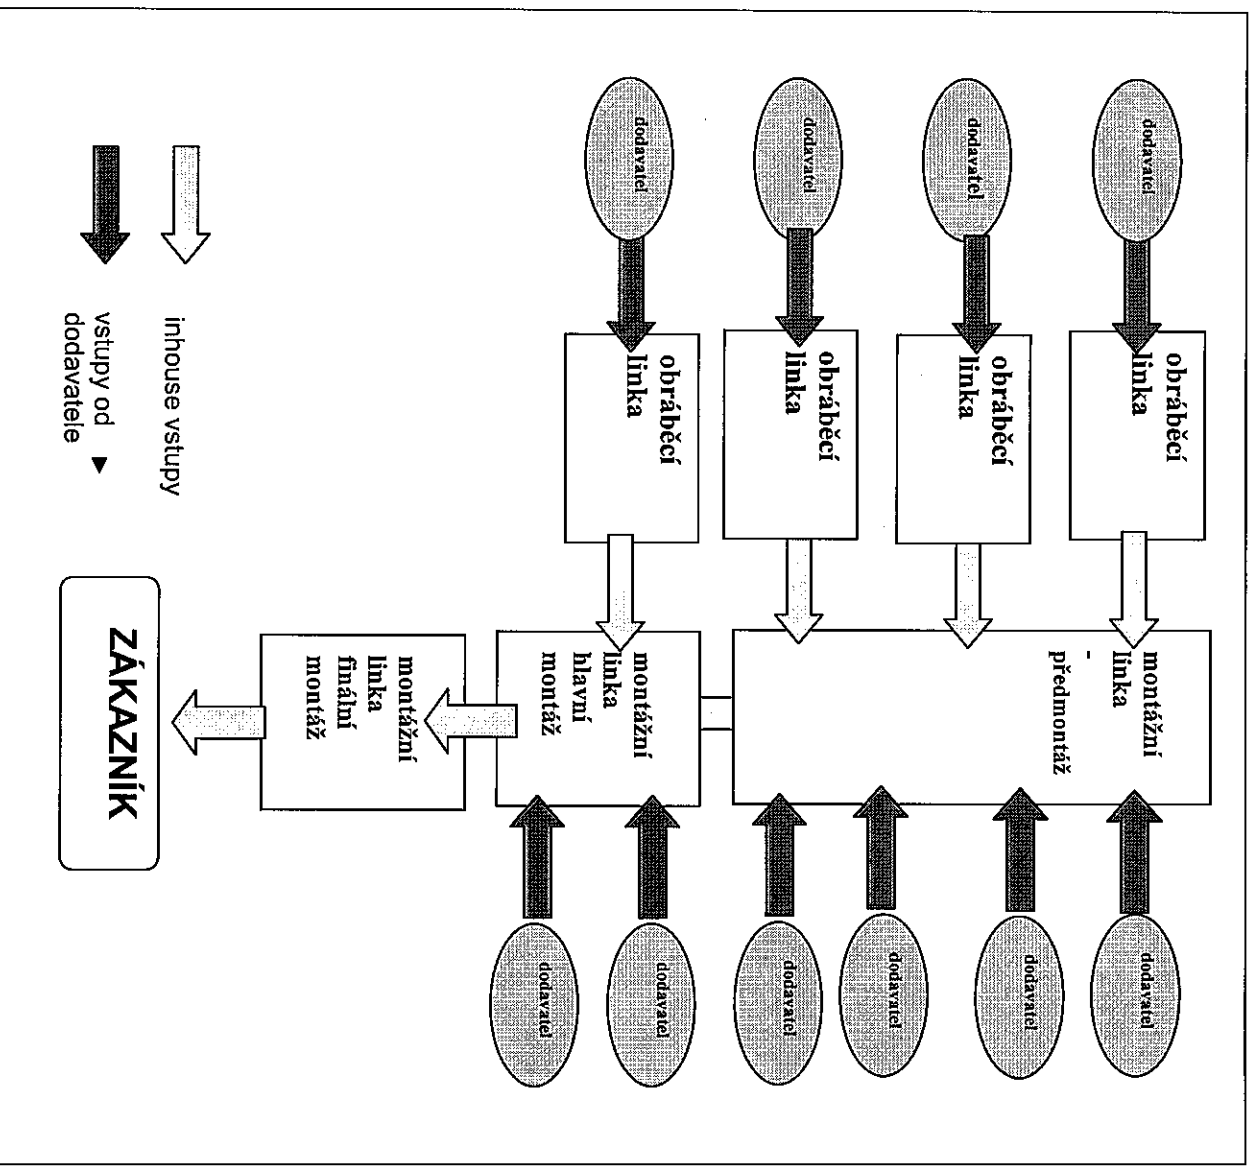 dodavatel
obráběcí
linka
montážní
linka
-
předmontáž
dodavatel
dodavatel
obráběcí
linka
dodavatel
dodavatel
obráběcí
linka
dodavatel
dodavatel
dodavatel
obráběcí
linka
montážní
linka
hlavní
montáž
dodavatel
dodavatel
montážní
linka
finální
montáž
inhouse vstupy
vstupy od
dodavatele
ZÁKAZNÍK